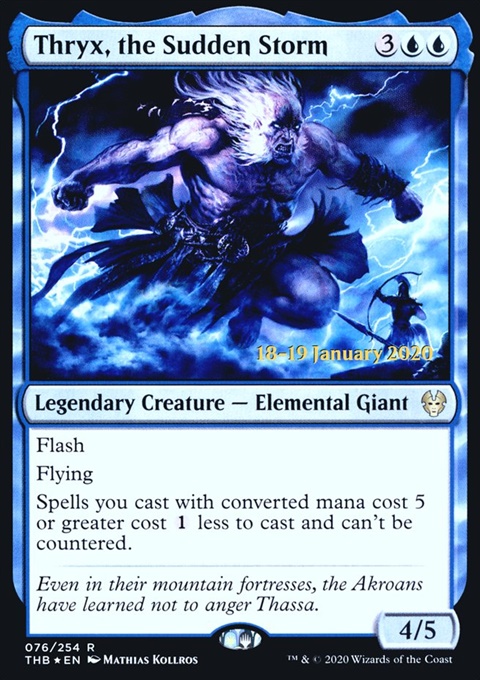 Thryx, the Sudden Storm 3
18–19 January 2020
Legendary Creature — Elemental Giant
Flash
Flying
Spells you cast with converted mana cost 5
or greater cost 1 less to cast and can't be
countered.
Even in their mountain fortresses, the Akroans
have learned not to anger Thassa.
4/5
076/254 R
THB ★ EN Mathias Kollros
™ & © 2020 Wizards of the Coast